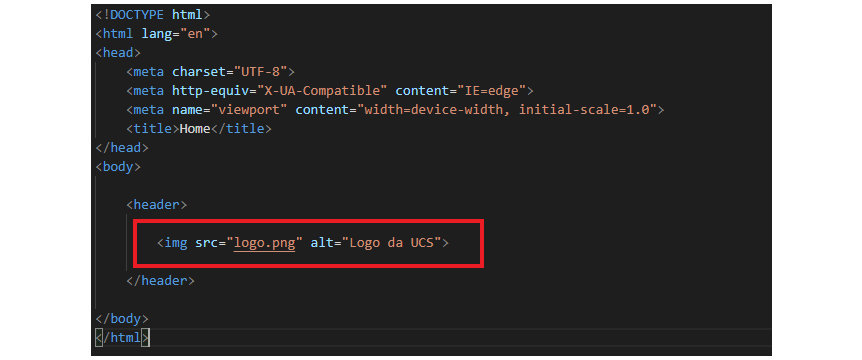 <!DOCTYPE html>
<html lang="en">
<head>
    <meta charset="UTF-8">
    <meta http-equiv="X-UA-Compatible" content="IE=edge">
    <meta name="viewport" content="width=device-width, initial-scale=1.0">
    <title>Home</title>
</head>
<body>
    <header>
        <img src="logo.png" alt="Logo da UCS">
    </header>
</body>
</html>